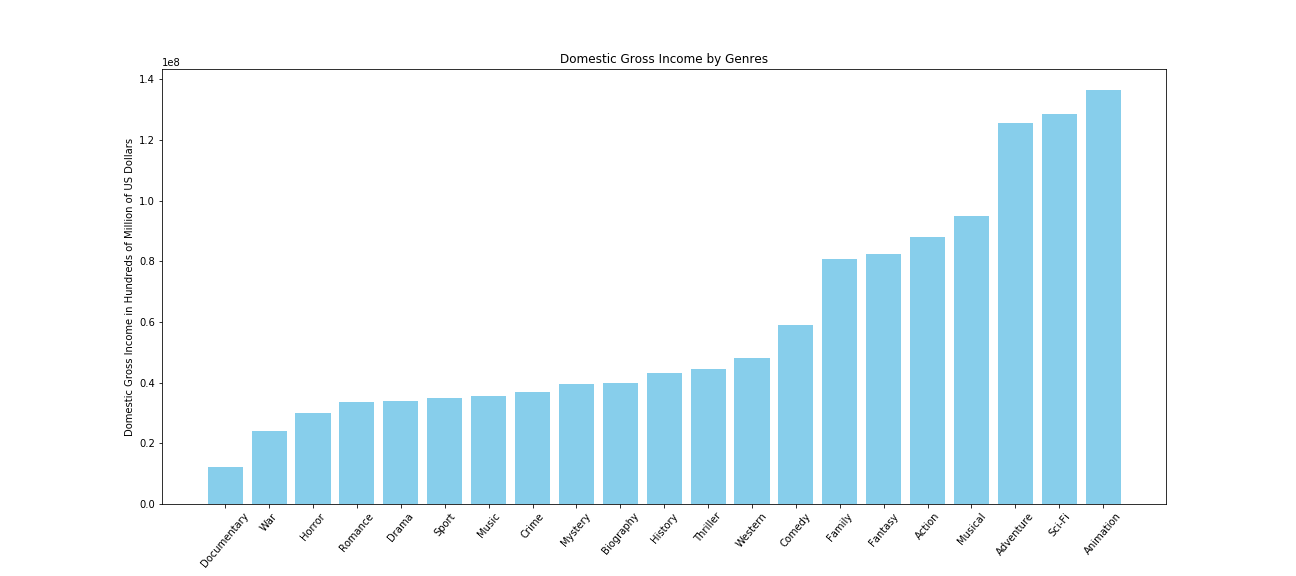 Domestic Gross Income by Genres
1e8
1.4
1.2
1.0
0.8
0.6
0.4
0.2
0.0
Domestic Gross Income in Hundreds of Million of US Dollars
Documentary
War
Horror
Romance
Drama
Sport
Music
Crime
Mystery
Biography
History
Thriller
Western
Comedy
Family
Fantasy
Action
Musical
Adventure
Sci-Fi
Animation